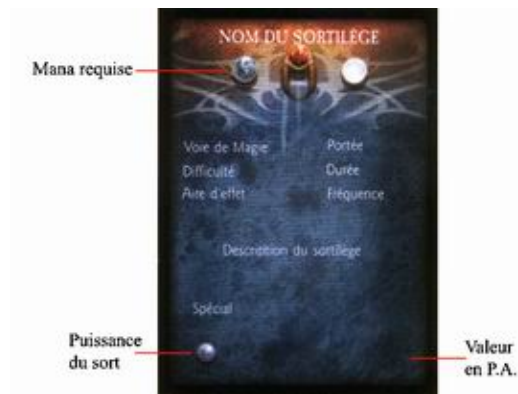 NOM DU SORTILÈGE
Mana requise
Voie de Magie Portée
Difficulté Durée
Aire d'effet Fréquence
Description du sortilège
Spécial
Puissance
du sort
Valeur
en P.A.